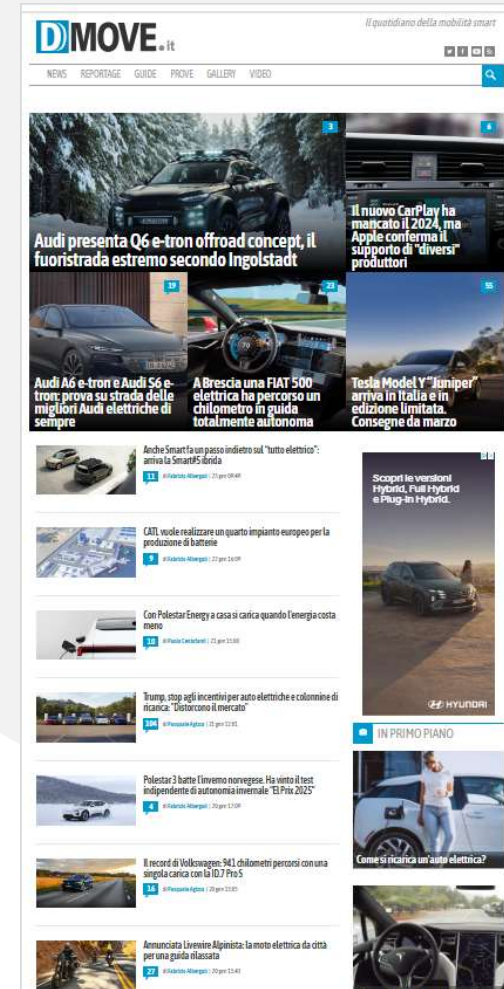 DMOVE.it
Il quotidiano della mobilità smart
NEWS REPORTAGE GUIDE PROVE GALLERY VIDEO
3
Audi presenta Q6 e-tron offroad concept, il
fuoristrada estremo secondo Ingolstadt
6
Il nuovo CarPlay ha
mancato il 2024, ma
Apple conferma il
supporto di "diversi"
produttori
19
Audi A6 e-tron e Audi S6 e-
tron: prova su strada delle
migliori Audi elettriche di
sempre
23
A Brescia una FIAT 500
elettrica ha percorso un
chilometro in guida
totalmente autonoma
55
Tesla Model Y "Juniper"
arriva in Italia e in
edizione limitata.
Consegne da marzo
Anche Smart fa un passo indietro sul "tutto elettrico":
arriva la Smart#5 ibrida
11
CATL vuole realizzare un quarto impianto europeo per la
produzione di batterie
9
Con Polestar Energy a casa si carica quando l'energia costa
meno
10
Trump, stop agli incentivi per auto elettriche e colonnine di
ricarica: "Distorcono il mercato"
104
Polestar 3 batte l'inverno norvegese. Ha vinto il test
indipendente di autonomia invernale "El Prix 2025"
4
Il record di Volkswagen: 941 chilometri percorsi con una
singola carica con la ID.7 Pro S
16
Annunciata Livewire Alpinista: la moto elettrica da città
per una guida rilassata
27
Scopri le versioni
Hybrid, Full Hybrid
e Plug-in Hybrid.
HYUNDAI
IN PRIMO PIANO
Come si ricarica un'auto elettrica?